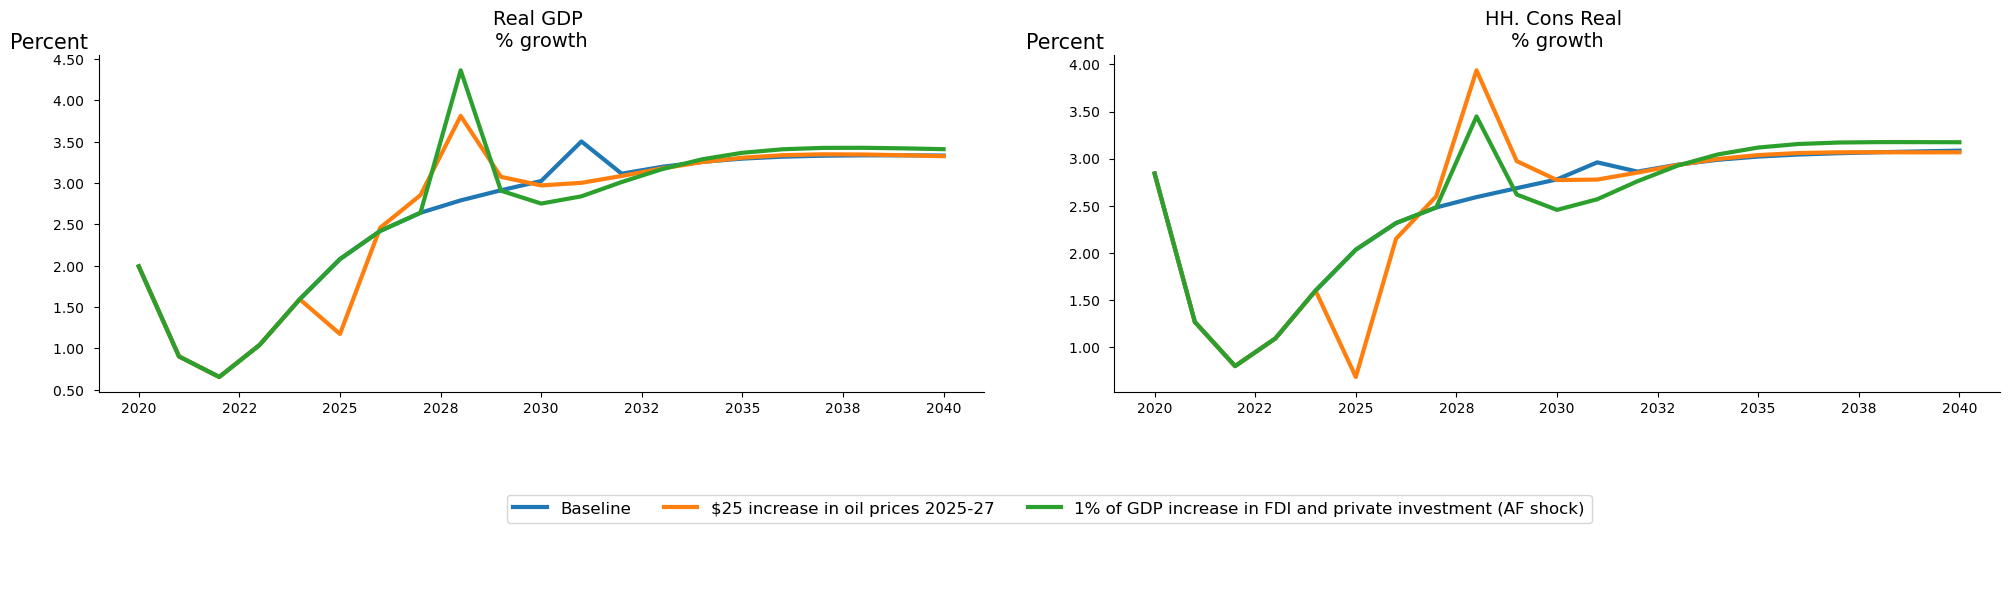 Real GDP
% growth
Percent
4.50
4.00
3.50
3.00
2.50
2.00
1.50
1.00
0.50
2020 2022 2025 2028 2030 2032 2035 2038 2040
HH. Cons Real
% growth
Percent
4.00
3.50
3.00
2.50
2.00
1.50
1.00
2020 2022 2025 2028 2030 2032 2035 2038 2040
Baseline $25 increase in oil prices 2025-27 1% of GDP increase in FDI and private investment (AF shock)